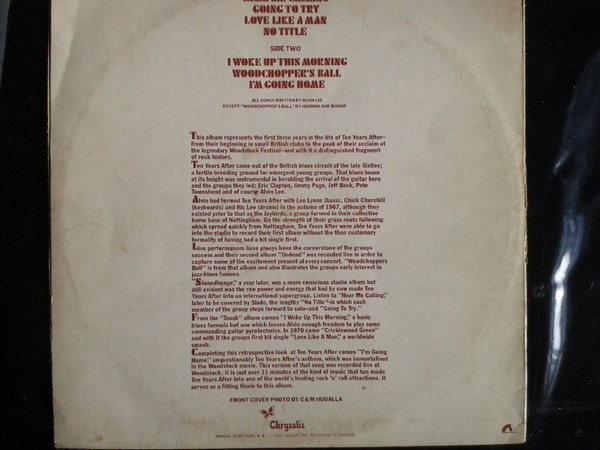 GOING TO TRY
LOVE LIKE A MAN
NO TITLE
SIDE TWO
I WOKE UP THIS MORNING
WOODCHOPPER'S BALL
I'M GOING HOME
ALL SONGS WRITTEN BY ALVIN LEE
EXCEPT "WOODCHOPPER'S BALL" BY HERMAN AND BISHOP
This album represents the first three years in the life of Ten Years After—
from their beginning in small British clubs to the peak of their acclaim at
the legendary Woodstock Festival—and with it a distinguished fragment
of rock history.
Ten Years After came out of the British blues circuit of the late Sixties;
a fertile breeding ground for emergent young groups. That blues boom
at its height was instrumental in heralding the arrival of the guitar hero
and the groups they led; Eric Clapton, Jimmy Page, Jeff Beck, Pete
Townshend and of course Alvin Lee.
Alvin had formed Ten Years After with Leo Lyons (bass), Chick Churchill
(keyboards) and Ric Lee (drums) in the autumn of 1967, although they
existed prior to that as the Jaybirds, a group formed in their collective
home base of Nottingham. On the strength of their grass roots following
which spread quickly from Nottingham, Ten Years After were able to go
into the studio to record their first album without the then customary
formality of having had a hit single first.
Live performances have always been the cornerstone of the groups
success and their second album "Undead" was recorded live in order to
capture some of the excitement present at every concert. "Woodchoppers
Ball" is from that album and also illustrates the groups early interest in
jazz-blues fusions.
"Stonedhenge," a year later, was a more conscious studio album but
still evident was the raw power and energy that had by now made Ten
Years After into an international supergroup. Listen to "Hear Me Calling,"
later to be covered by Slade, the lengthy "No Title"—in which each
member of the group steps forward to solo—and "Going To Try."
From the "Ssssh" album comes "I Woke Up This Morning," a basic
blues formula but one which leaves Alvin enough freedom to play some
commanding guitar pyrotechnics. In 1970 came "Cricklewood Green"
and with it the groups first hit single "Love Like A Man," a worldwide
smash.
Completing this retrospective look at Ten Years After comes "I'm Going
Home," unquestionably Ten Years After's anthem, which was immortalised
in the Woodstock movie. This version of that song was recorded live at
Woodstock; it is just over 11 minutes of the kind of music that has made
Ten Years After into one of the world's leading rock 'n' roll attractions. It
serves as a fitting finale to this album.
FRONT COVER PHOTO BY C & M HUDALLA
Chrysalis